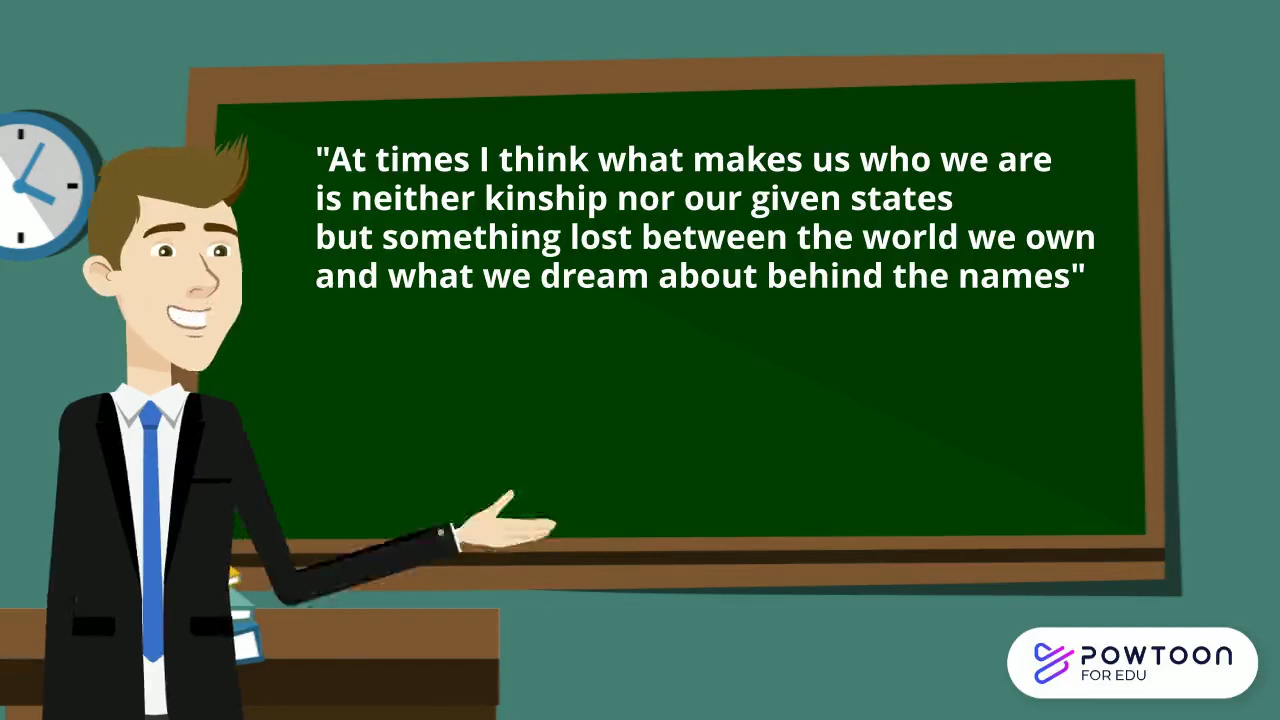 "At times I think what makes us who we are
is neither kinship nor our given states
but something lost between the world we own
and what we dream about behind the names"
POWTOON
FOR EDU